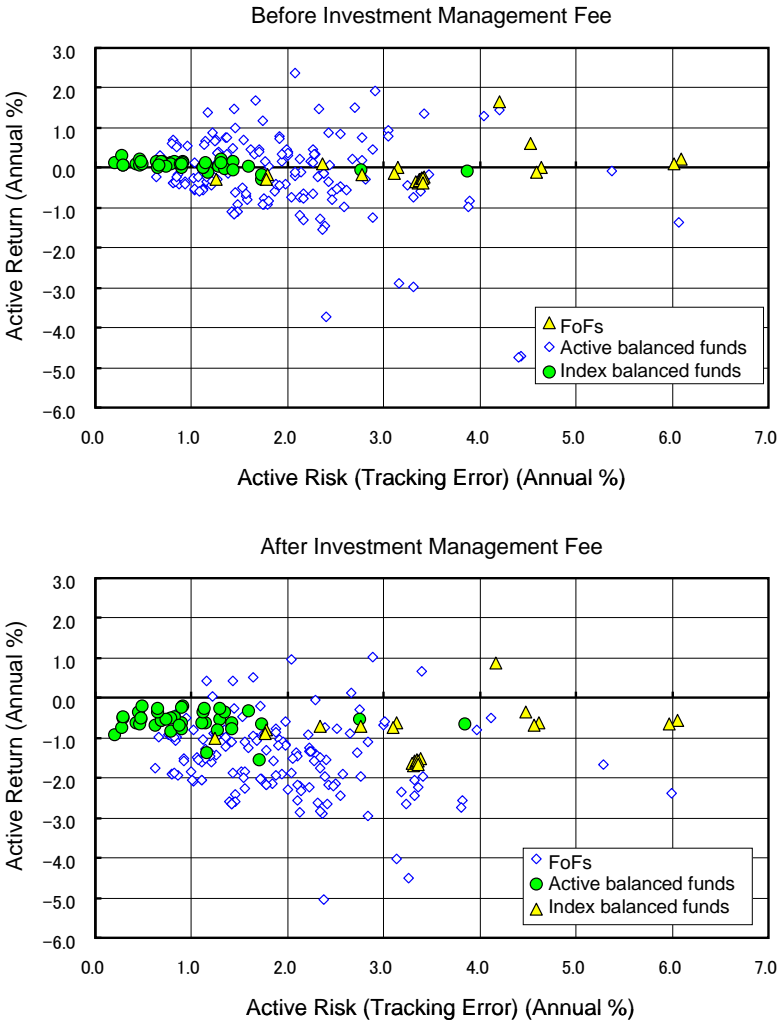 Before Investment Management Fee
3.0
2.0
1.0
0.0
−1.0
−2.0
−3.0
−4.0
−5.0
−6.0
Active Return (Annual %)
FoFs
Active balanced funds
Index balanced funds
0.0 1.0 2.0 3.0 4.0 5.0 6.0 7.0
Active Risk (Tracking Error) (Annual %)
After Investment Management Fee
3.0
2.0
1.0
0.0
−1.0
−2.0
−3.0
−4.0
−5.0
−6.0
Active Return (Annual %)
FoFs
Active balanced funds
Index balanced funds
0.0 1.0 2.0 3.0 4.0 5.0 6.0 7.0
Active Risk (Tracking Error) (Annual %)